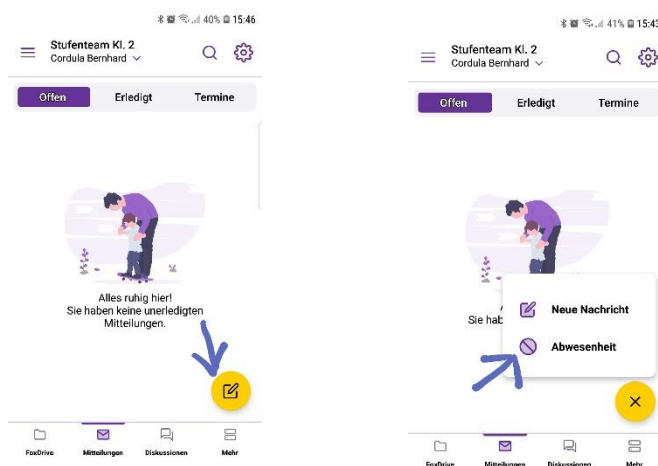 40% 15:46
Stufenteam Kl. 2
Cordula Bernhard
Offen Erledigt Termine
Alles ruhig hier!
Sie haben keine unerledigten
Mitteilungen.
FoxDrive Mitteilungen Diskussionen Mehr
41% 15:43
Stufenteam Kl. 2
Cordula Bernhard
Offen Erledigt Termine
Sie hab
Neue Nachricht
Abwesenheit
FoxDrive Mitteilungen Diskussionen Mehr